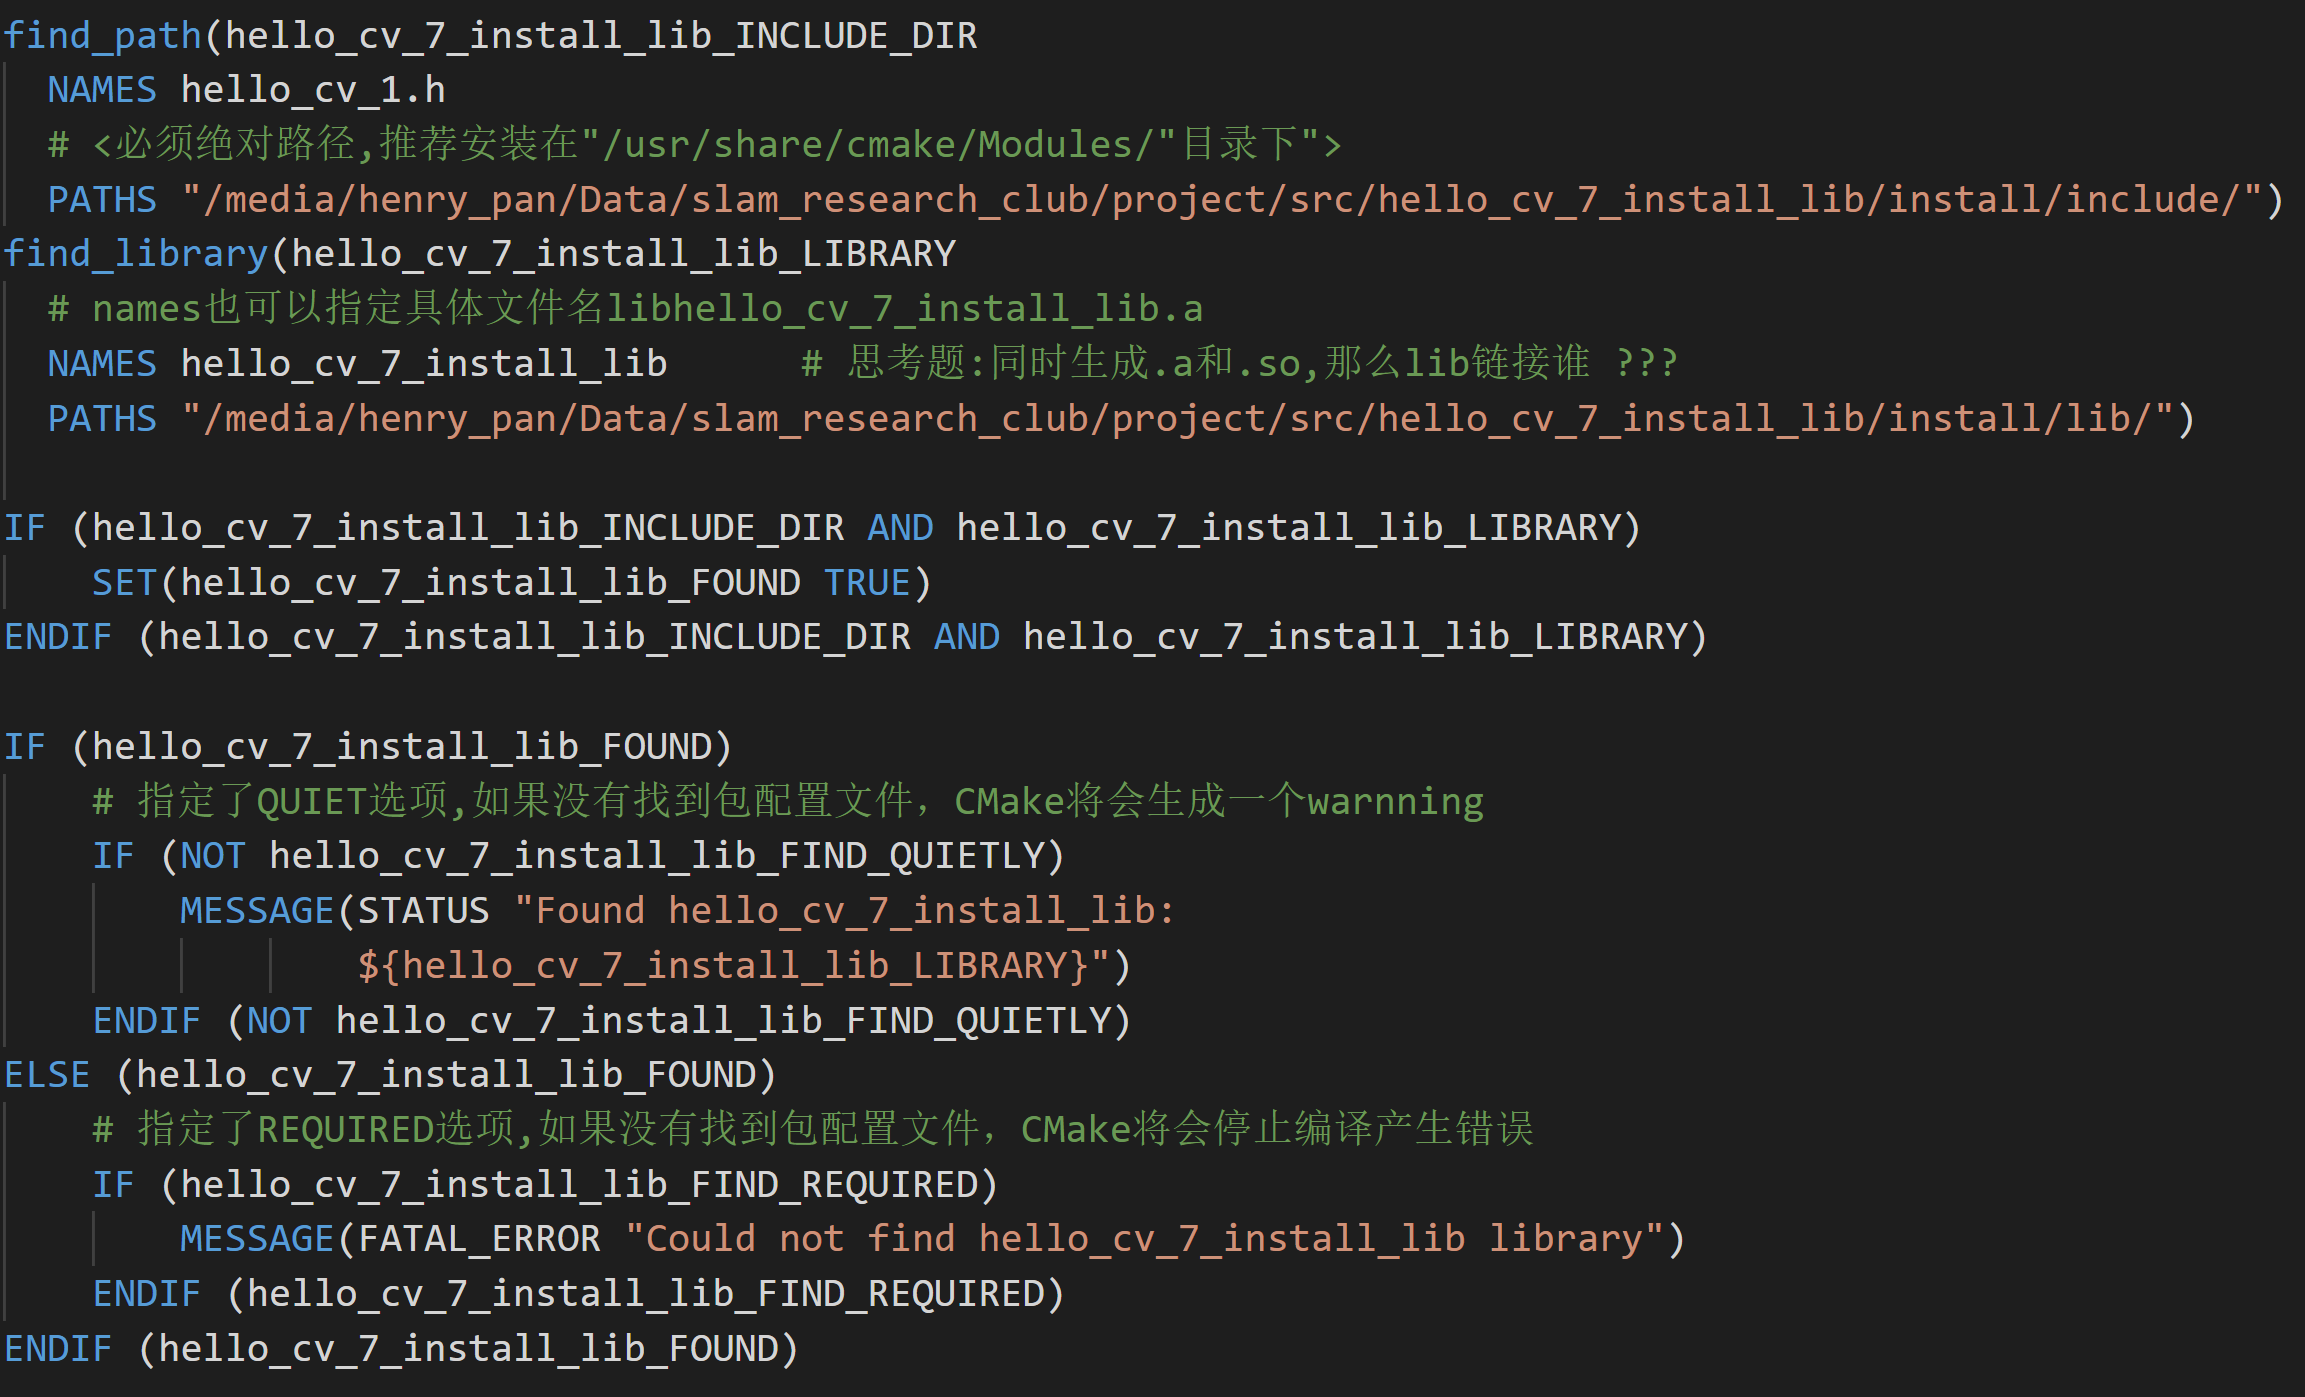 find_path(hello_cv_7_install_lib_INCLUDE_DIR
NAMES hello_cv_1.h
# <必须绝对路径,推荐安装在"/usr/share/cmake/Modules/"目录下">
PATHS "/media/henry_pan/Data/slam_research_club/project/src/hello_cv_7_install_lib/install/include/")
find_library(hello_cv_7_install_lib_LIBRARY
# names也可以指定具体文件名libhello_cv_7_install_lib.a
NAMES hello_cv_7_install_lib      # 思考题:同时生成.a和.so,那么lib链接谁 ???
PATHS "/media/henry_pan/Data/slam_research_club/project/src/hello_cv_7_install_lib/install/lib/")
IF (hello_cv_7_install_lib_INCLUDE_DIR AND hello_cv_7_install_lib_LIBRARY)
SET(hello_cv_7_install_lib_FOUND TRUE)
ENDIF (hello_cv_7_install_lib_INCLUDE_DIR AND hello_cv_7_install_lib_LIBRARY)
IF (hello_cv_7_install_lib_FOUND)
# 指定了QUIET选项,如果没有找到包配置文件，CMake将会生成一个warnning
IF (NOT hello_cv_7_install_lib_FIND_QUIETLY)
MESSAGE(STATUS "Found hello_cv_7_install_lib:
${hello_cv_7_install_lib_LIBRARY}")
ENDIF (NOT hello_cv_7_install_lib_FIND_QUIETLY)
ELSE (hello_cv_7_install_lib_FOUND)
# 指定了REQUIRED选项,如果没有找到包配置文件，CMake将会停止编译产生错误
IF (hello_cv_7_install_lib_FIND_REQUIRED)
MESSAGE(FATAL_ERROR "Could not find hello_cv_7_install_lib library")
ENDIF (hello_cv_7_install_lib_FIND_REQUIRED)
ENDIF (hello_cv_7_install_lib_FOUND)